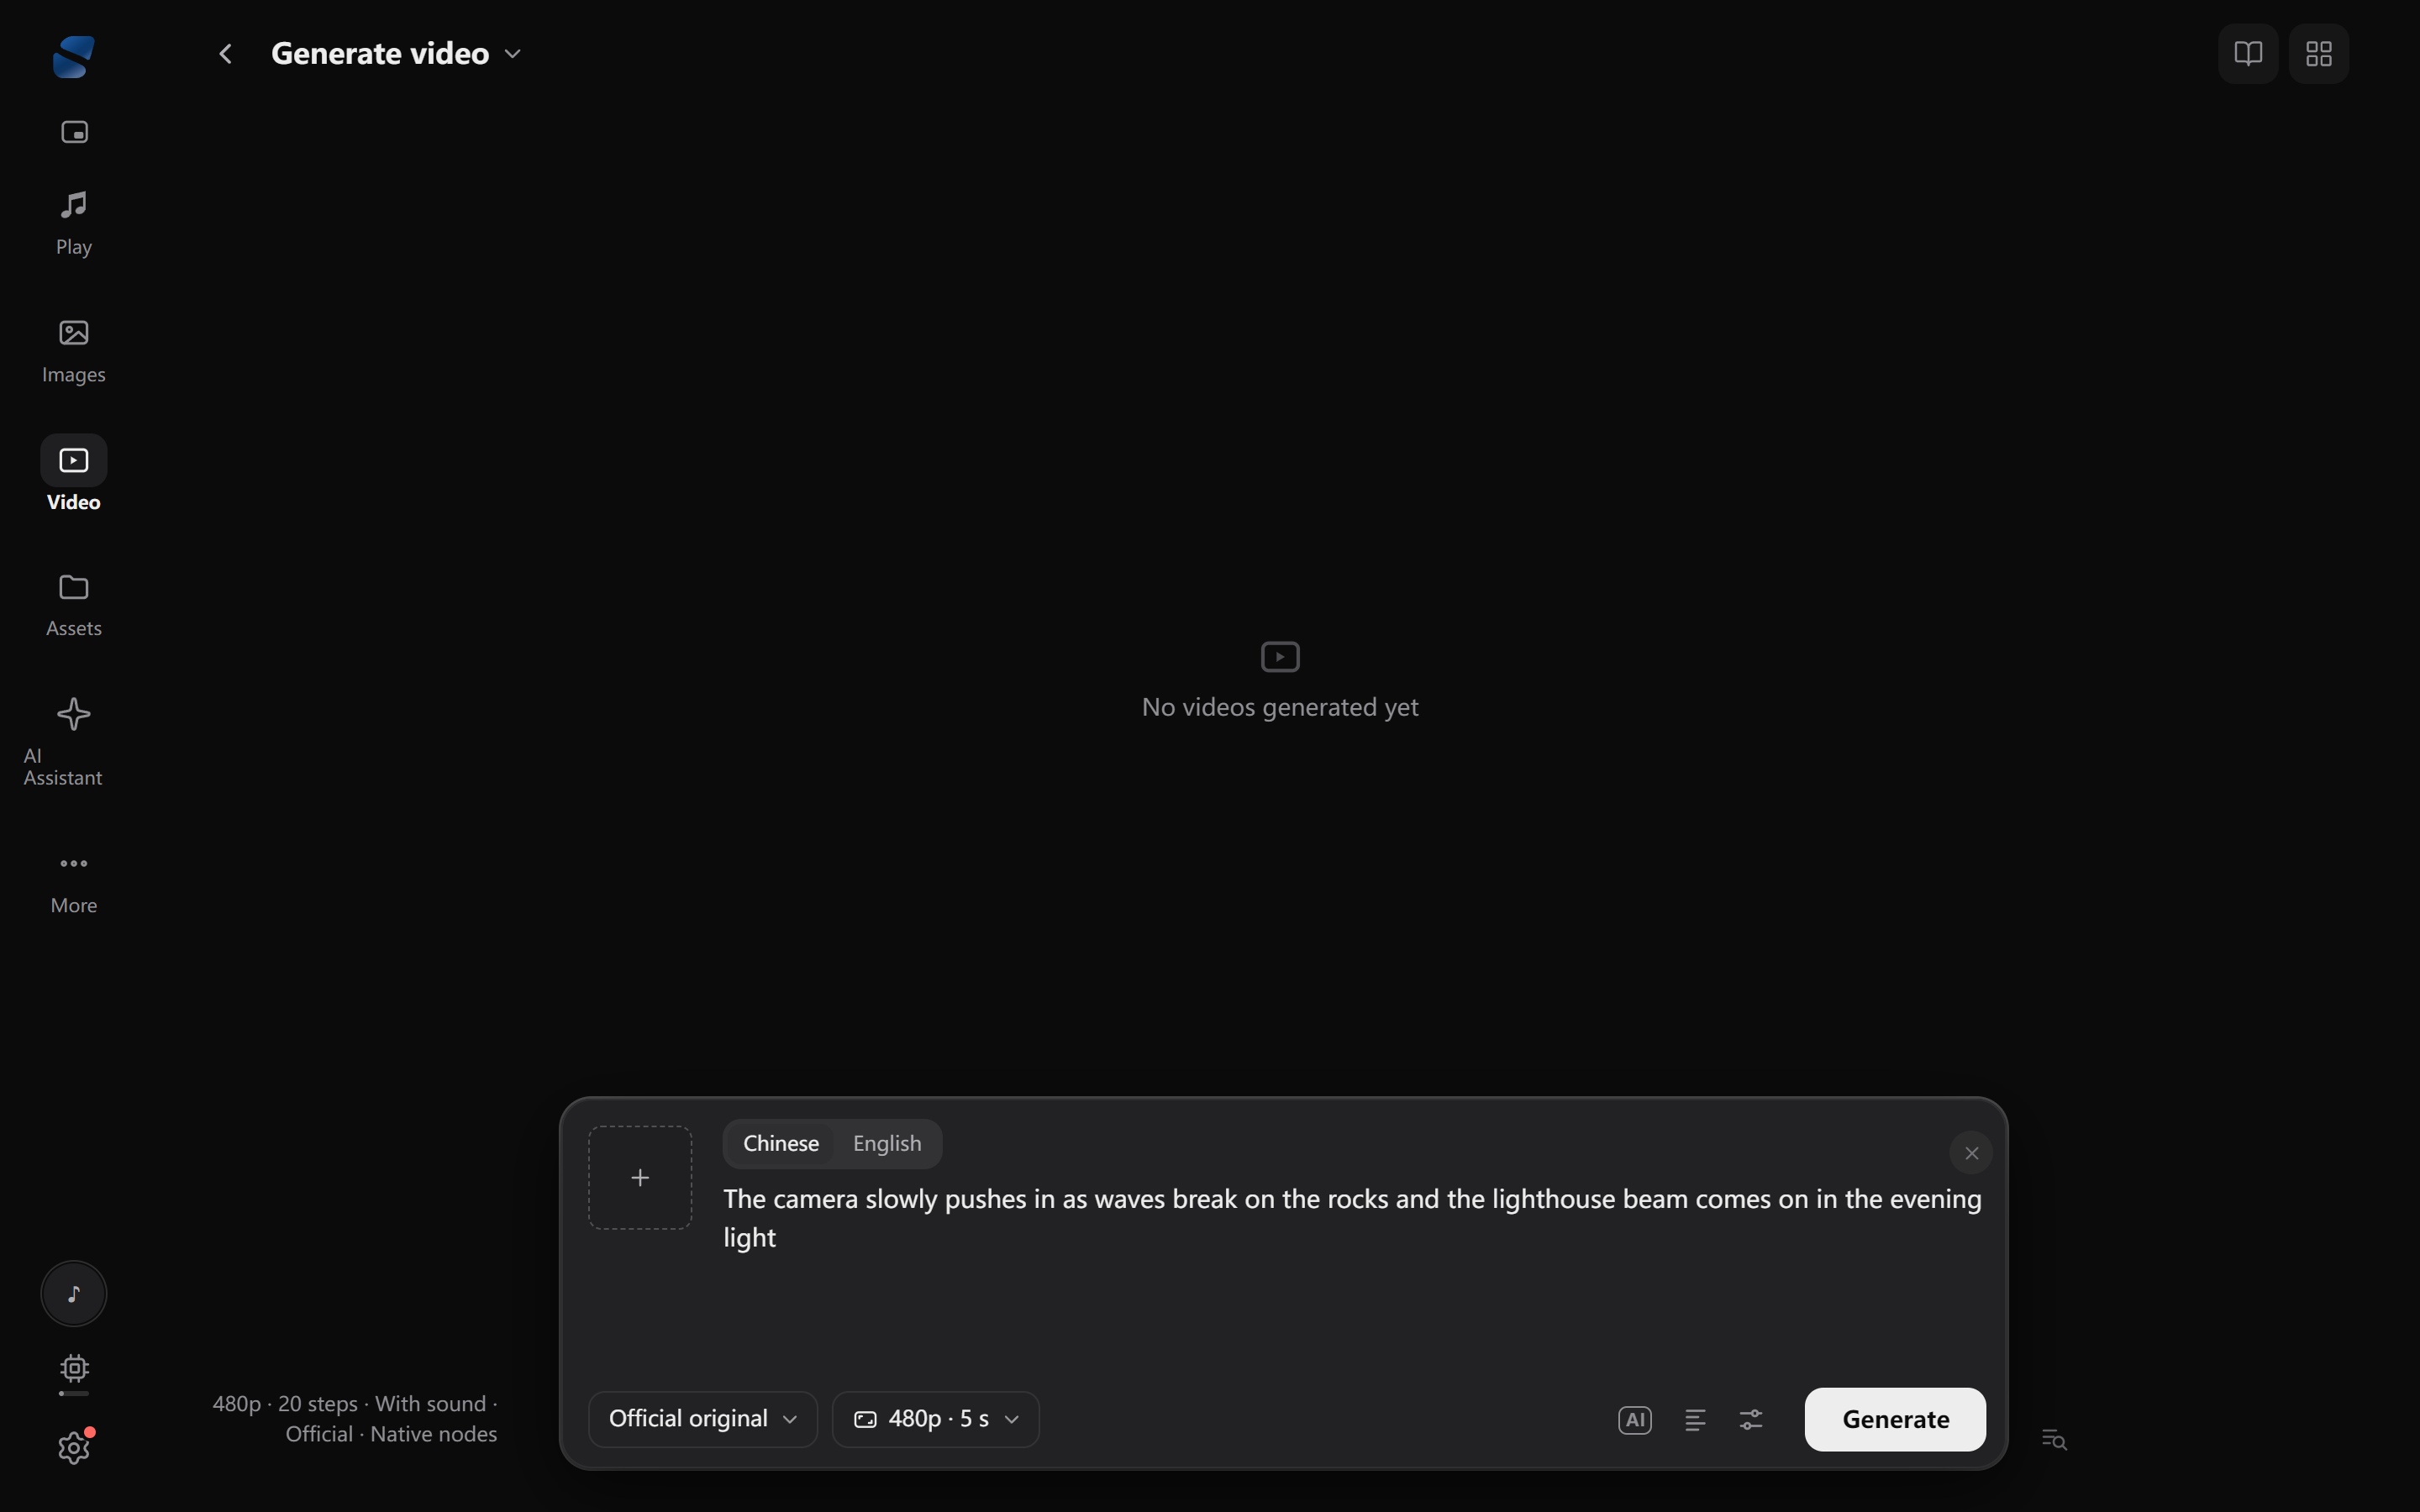 Generate video
Play
Images
Video
Assets
AI
Assistant
More
No videos generated yet
Chinese English
The camera slowly pushes in as waves break on the rocks and the lighthouse beam comes on in the evening
light
480p · 20 steps · With sound ·
Official · Native nodes
Official original
480p · 5 s
AI
Generate